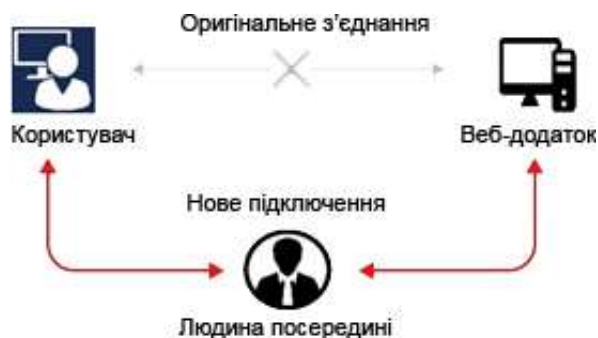 Оригінальне з'єднання
Користувач
Веб-додаток
Нове підключення
Людина посередині